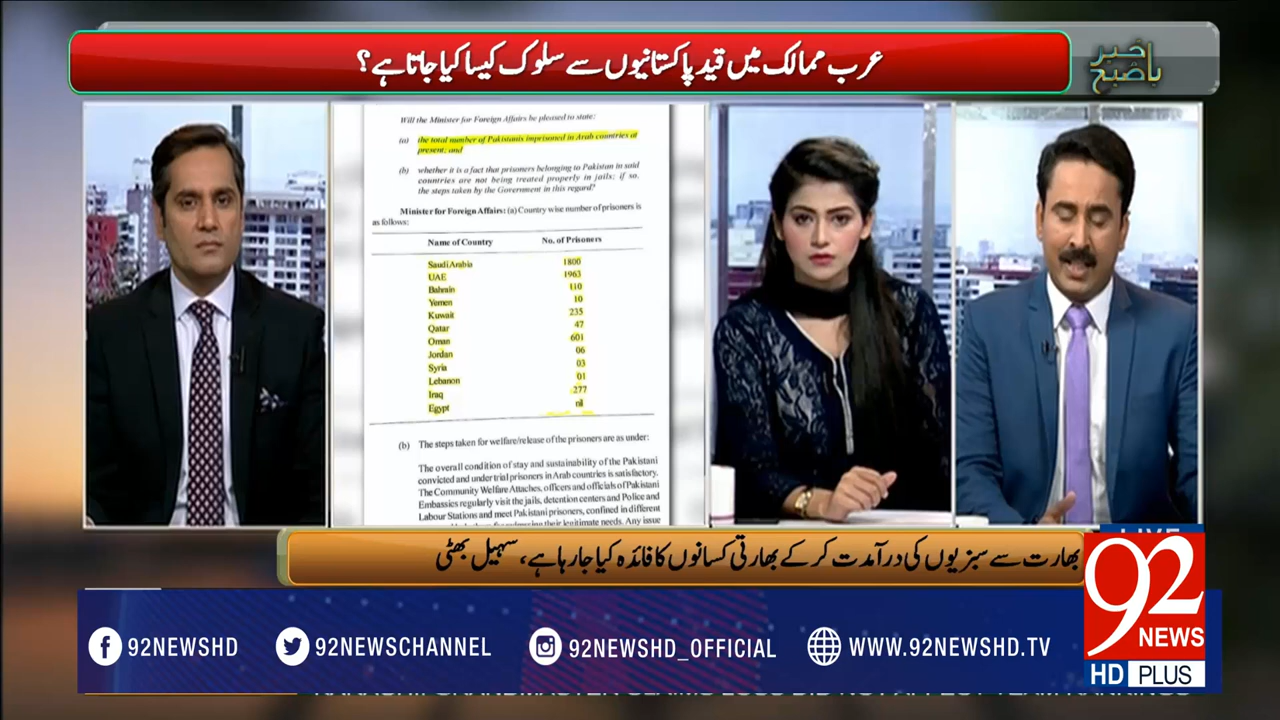 عرب ممالک میں قید پاکستانیوں سے سلوک کیسا کیا جاتا ہے؟
باخبر صبح
Will the Minister for Foreign Affairs be pleased to state:
(a) the total number of Pakistanis imprisoned in Arab countries at
present; and
(b) whether it is a fact that prisoners belonging to Pakistan in said
countries are not being treated properly in jails; if so,
the steps taken by the Government in this regard?
Minister for Foreign Affairs: (a) Country wise number of prisoners is
as follows:
Name of Country No. of Prisoners
Saudi Arabia 1800
UAE 1963
Bahrain 110
Yemen 10
Kuwait 235
Qatar 47
Oman 601
Jordan 06
Syria 03
Lebanon 01
Iraq 277
Egypt nil
(b) The steps taken for welfare/release of the prisoners are as under:
The overall condition of stay and sustainability of the Pakistani
convicted and under trial prisoners in Arab countries is satisfactory.
The Community Welfare Attaches, officers and officials of Pakistani
Embassies regularly visit the jails, detention centers and Police and
Labour Stations and meet Pakistani prisoners, confined in different
their legitimate needs. Any issue
LIVE
بھارت سے سبزیوں کی درآمدت کر کے بھارتی کسانوں کا فائدہ کیا جا رہا ہے، سہیل بھٹی
92 NEWS
HD PLUS
92NEWSHD 92NEWSCHANNEL 92NEWSHD_OFFICIAL WWW.92NEWSHD.TV